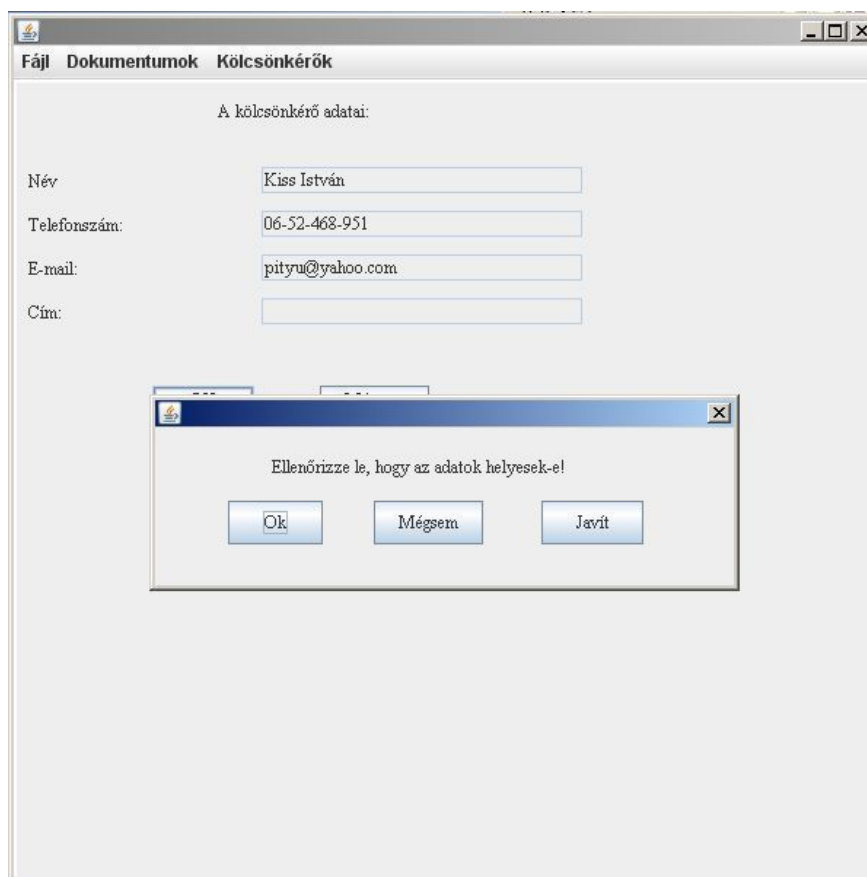 Fájl Dokumentumok Kölcsönkérők
A kölcsönkérő adatai:
Név Kiss István
Telefonszám: 06-52-468-951
E-mail: pityu@yahoo.com
Cím:
Ellenőrizze le, hogy az adatok helyesek-e!
Ok Mégsem Javít